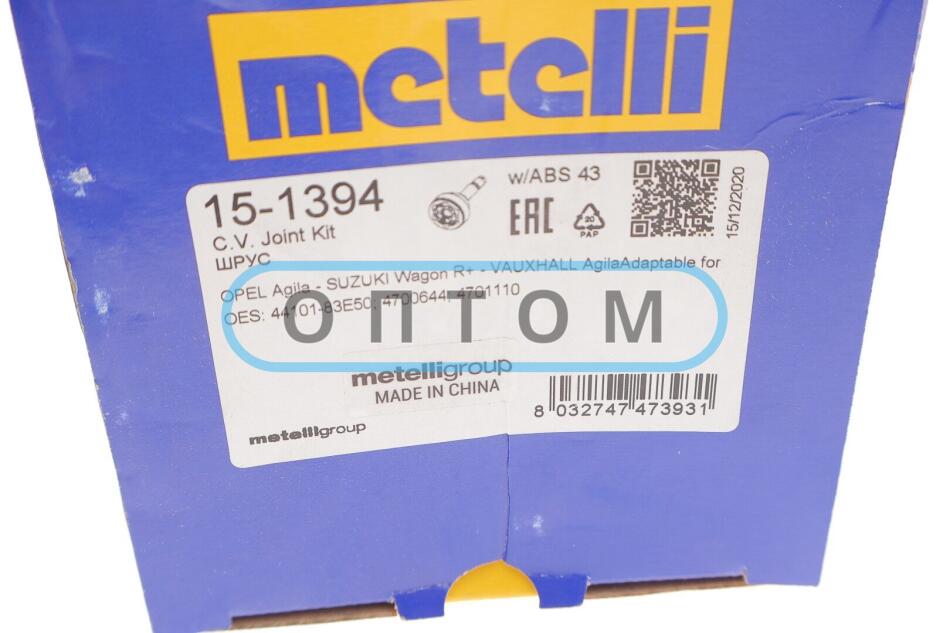 metelli
15-1394
C.V. Joint Kit
ШРУС
w/ABS 43
EAC
20
PAP
15/12/2020
OPEL Agila - SUZUKI Wagon R+ - VAUXHALL AgilaAdaptable for
OES: 44101-83E50; 4700644; 4701110
ОПТОМ
metelligroup
MADE IN CHINA
8 032747 473931
metelligroup